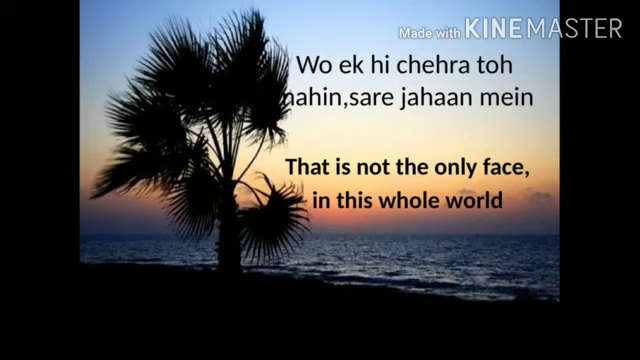 Made with KINEMASTER
Wo ek hi chehra toh
nahin,sare jahaan mein
That is not the only face,
in this whole world